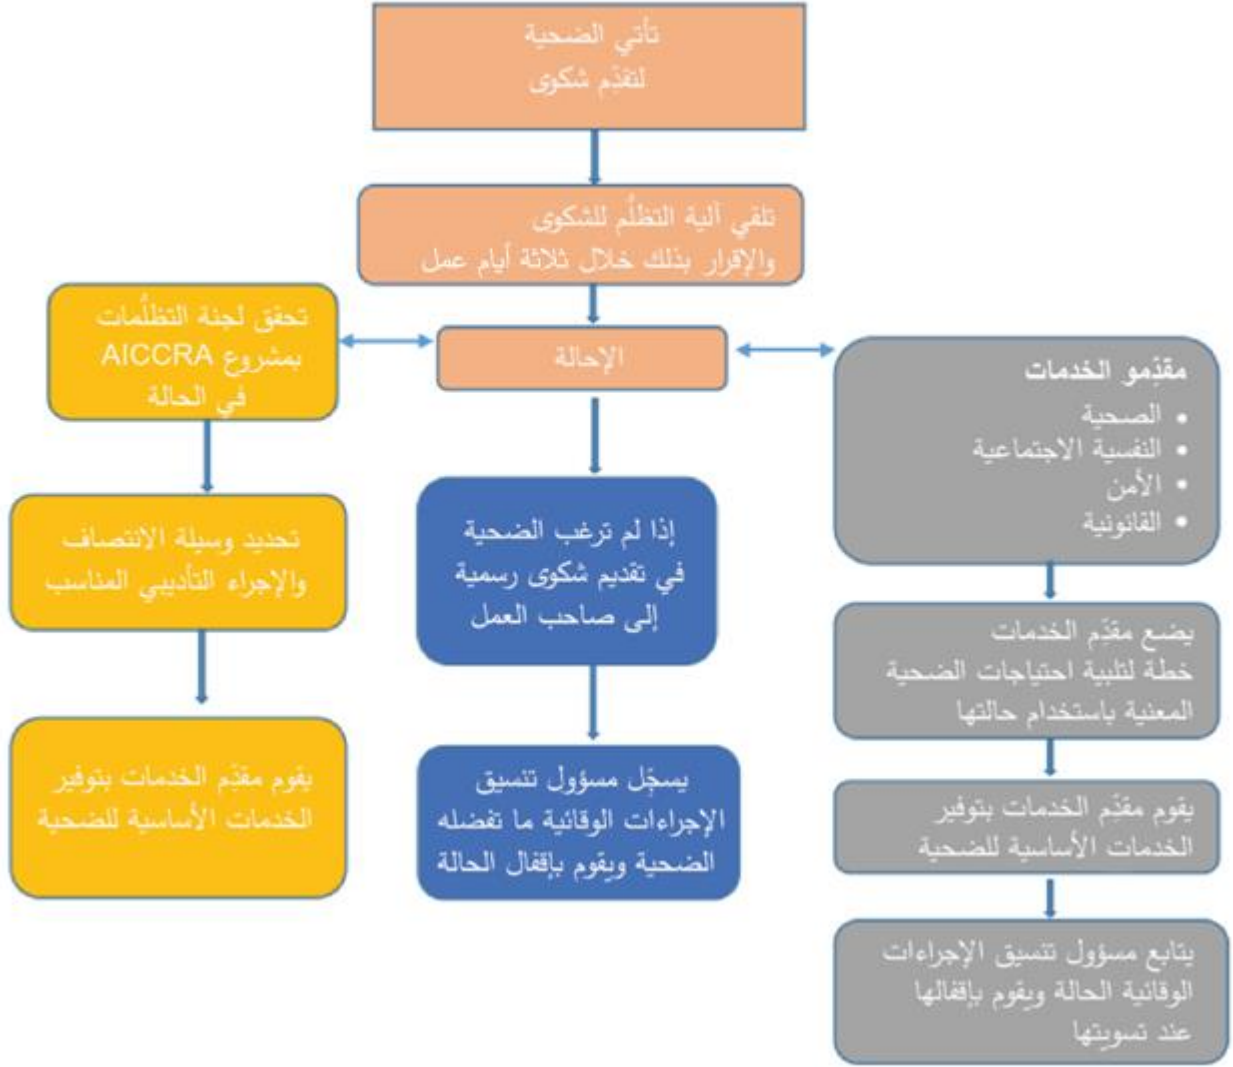 تأتي الضحية
لتقدّم شكوى
تلقي آلية التظلُّم للشكوى
والإقرار بذلك خلال ثلاثة أيام عمل
الإحالة
مقدّمو الخدمات
• الصحية
• النفسية الاجتماعية
• الأمن
• القانونية
يضع مقدّم الخدمات
خطة لتلبية احتياجات الضحية
المعنية باستخدام حالتها
يقوم مقدّم الخدمات بتوفير
الخدمات الأساسية للضحية
يتابع مسؤول تنسيق الإجراءات
الوقائية الحالة ويقوم بإقفالها
عند تسويتها
إذا لم ترغب الضحية
في تقديم شكوى رسمية
إلى صاحب العمل
يسجّل مسؤول تنسيق
الإجراءات الوقائية ما تفضله
الضحية ويقوم بإقفال الحالة
تحقق لجنة التظلُّمات
بمشروع AICCRA
في الحالة
تحديد وسيلة الانتصاف
والإجراء التأديبي المناسب
يقوم مقدّم الخدمات بتوفير
الخدمات الأساسية للضحية